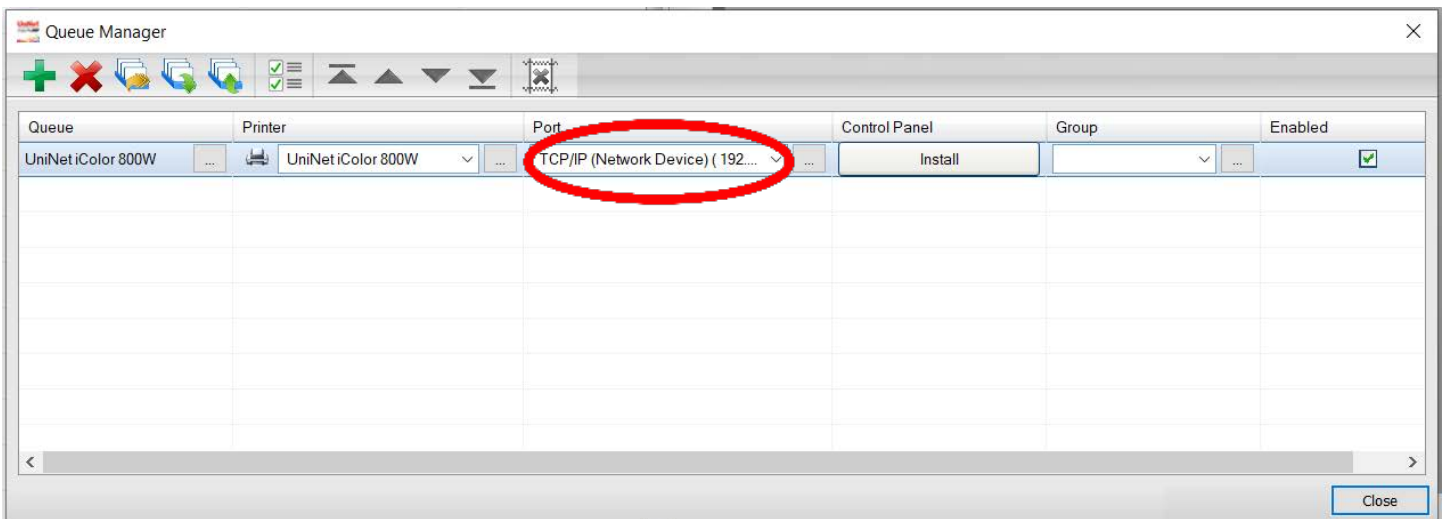 Queue Manager
Queue Printer Port Control Panel Group Enabled
UniNet iColor 800W ... UniNet iColor 800W ... TCP/IP (Network Device) ( 192.... ... Install ...
Close